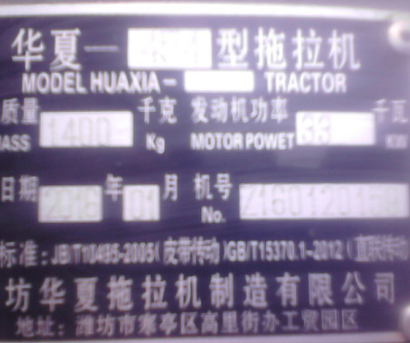 华夏一 型拖拉机
MODEL HUAXIA- TRACTOR
质量 千克 发动机功率 千瓦
MASS 1400 Kg MOTOR POWET 33 KW
日期 年 01 月 机号
No.
标准:JB/T10495-2005(皮带传动)GB/T15370.1-2012(直联传动
坊华夏拖拉机制造有限公司
地址:潍坊市寒亭区高里街办工贸园区